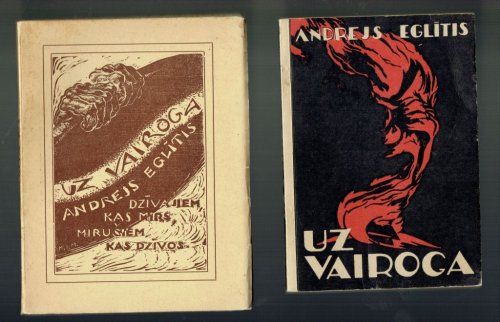 UZ VAIROGA
ANDREJS EGLĪTIS
DZĪVAJIEM,
KAS MIRS,
MIRUŠIEM,
KAS DZĪVOS
ANDREJS EGLĪTIS
UZ
VAIROGA